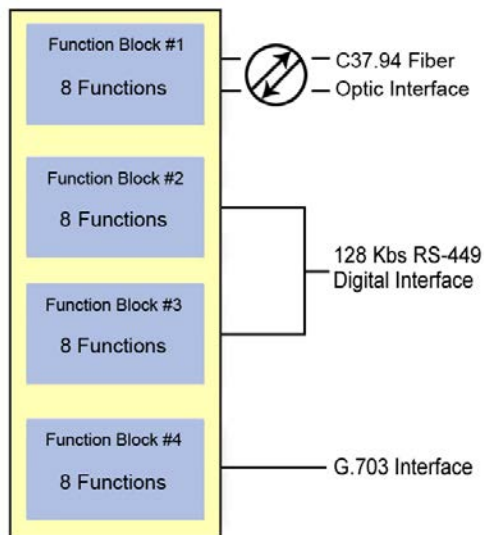 Function Block #1
8 Functions
C37.94 Fiber
Optic Interface
Function Block #2
8 Functions
128 Kbs RS-449
Digital Interface
Function Block #3
8 Functions
Function Block #4
8 Functions
G.703 Interface